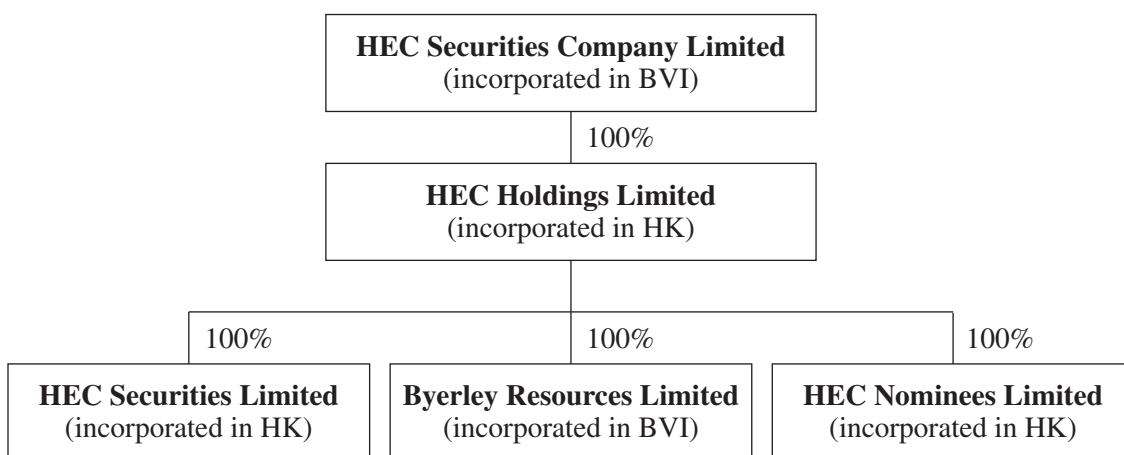 HEC Securities Company Limited
(incorporated in BVI)
100%
HEC Holdings Limited
(incorporated in HK)
100%
100%
100%
HEC Securities Limited
(incorporated in HK)
Byerley Resources Limited
(incorporated in BVI)
HEC Nominees Limited
(incorporated in HK)